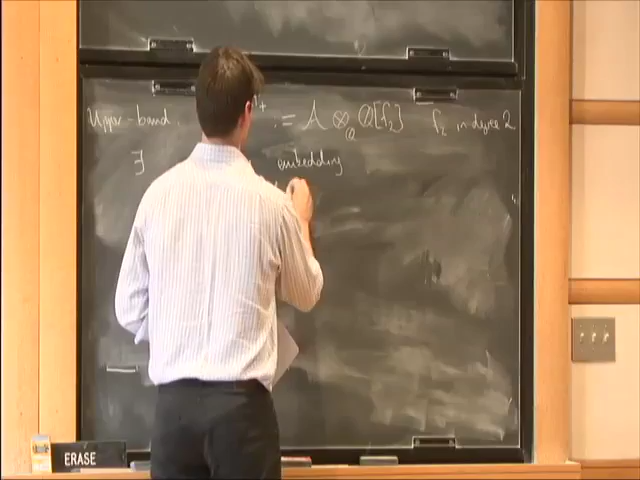 Upper-bound. + := A ⊗_Q Q[f₂] f₂ in degree 2
∃ embedding
ERASE